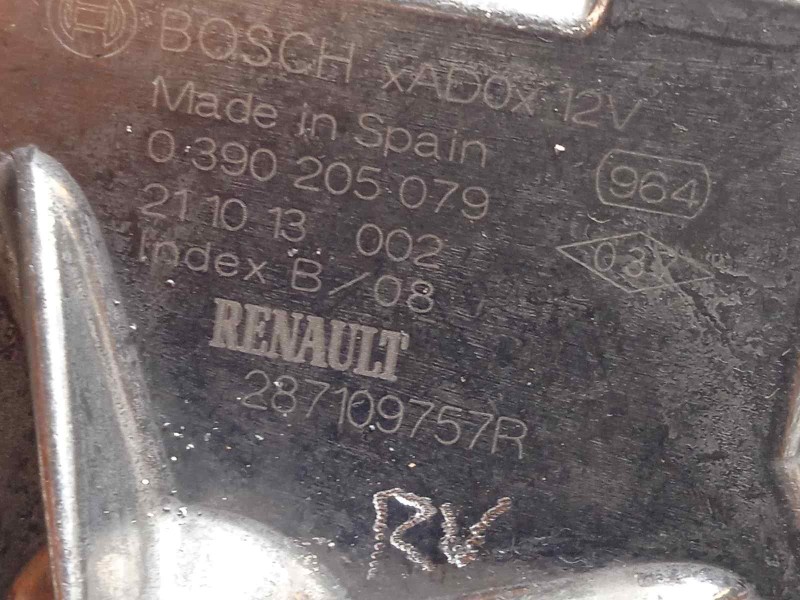 BOSCH xAD0x 12V
Made in Spain
0 390 205 079
964
21 10 13 002
03
Index B/08
RENAULT
287109757R
RV